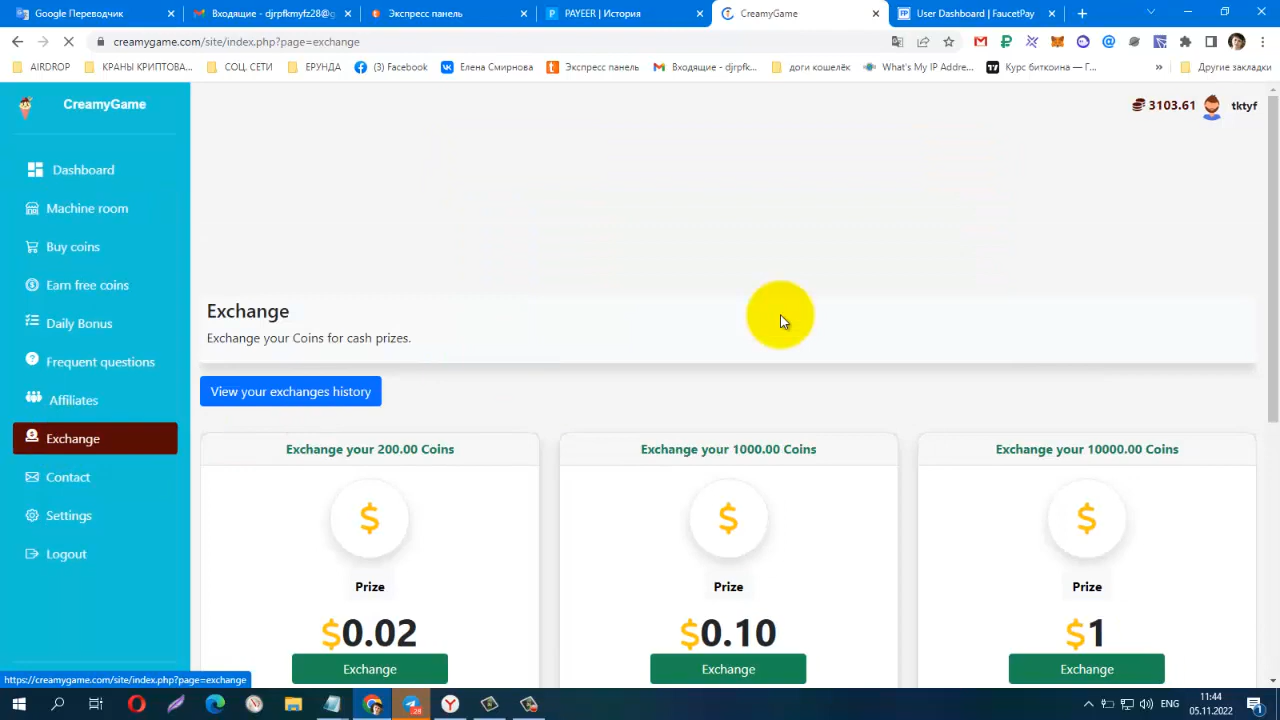 Google Переводчик
Входящие - djrpfkmyfz28@g
Экспресс панель
PAYEER | История
CreamyGame
User Dashboard | FaucetPay
creamygame.com/site/index.php?page=exchange
AIRDROP
КРАНЫ КРИПТОВА...
СОЦ. СЕТИ
ЕРУНДА
(3) Facebook
Елена Смирнова
Экспресс панель
Входящие - djrpfk...
доги кошелёк
What's My IP Addre...
Курс биткоина — Г...
»
Другие закладки
CreamyGame
3103.61
tktyf
Dashboard
Machine room
Buy coins
Earn free coins
Daily Bonus
Frequent questions
Affiliates
Exchange
Contact
Settings
Logout
Exchange
Exchange your Coins for cash prizes.
View your exchanges history
Exchange your 200.00 Coins
Exchange your 1000.00 Coins
Exchange your 10000.00 Coins
$
$
$
Prize
Prize
Prize
$0.02
$0.10
$1
Exchange
Exchange
Exchange
https://creamygame.com/site/index.php?page=exchange
28
ENG
11:44
05.11.2022
1